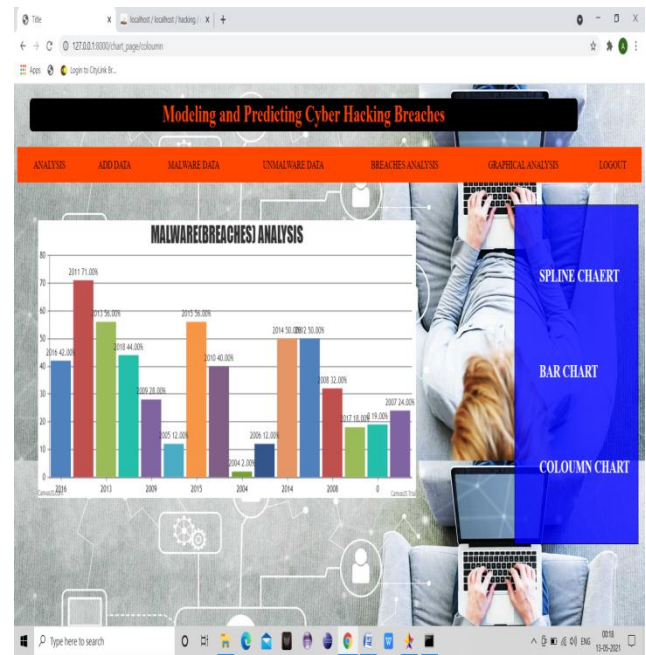 Title
localhost / localhost / hacking /
127.0.0.1:8000/chart_page/coloumn
Apps
Login to CityLink Br...
Modeling and Predicting Cyber Hacking Breaches
ANALYSIS ADD DATA MALWARE DATA UNMALWARE DATA BREACHES ANALYSIS GRAPHICAL ANALYSIS LOGOUT
MALWARE(BREACHES) ANALYSIS
80
70
60
50
40
30
20
10
0
2016 42.00%
2011 71.00%
2013 56.00%
2018 44.00%
2009 28.00%
2005 12.00%
2015 56.00%
2010 40.00%
2004 2.00%
2006 12.00%
2014 50.00%
2012 50.00%
2008 32.00%
2017 18.00%
0 19.00%
2007 24.00%
2016 2013 2009 2015 2004 2014 2008 0
CanvasJS Trial
SPLINE CHAERT
BAR CHART
COLOUMN CHART
Type here to search
ENG
00:18
13-05-2021